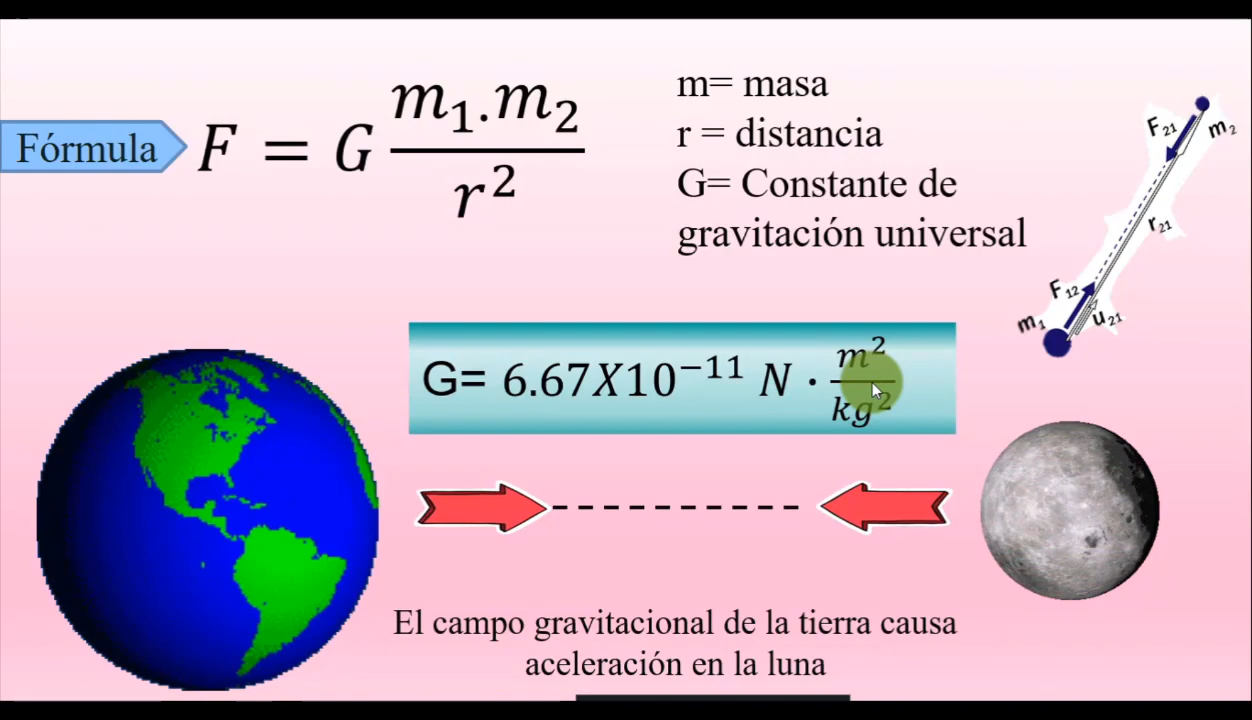 Fórmula
F = G m₁.m₂ / r²
m= masa
r = distancia
G= Constante de
gravitación universal
F₂₁
m₂
r₂₁
F₁₂
m₁
u₂₁
G= 6.67X10⁻¹¹ N · m²/kg²
El campo gravitacional de la tierra causa
aceleración en la luna